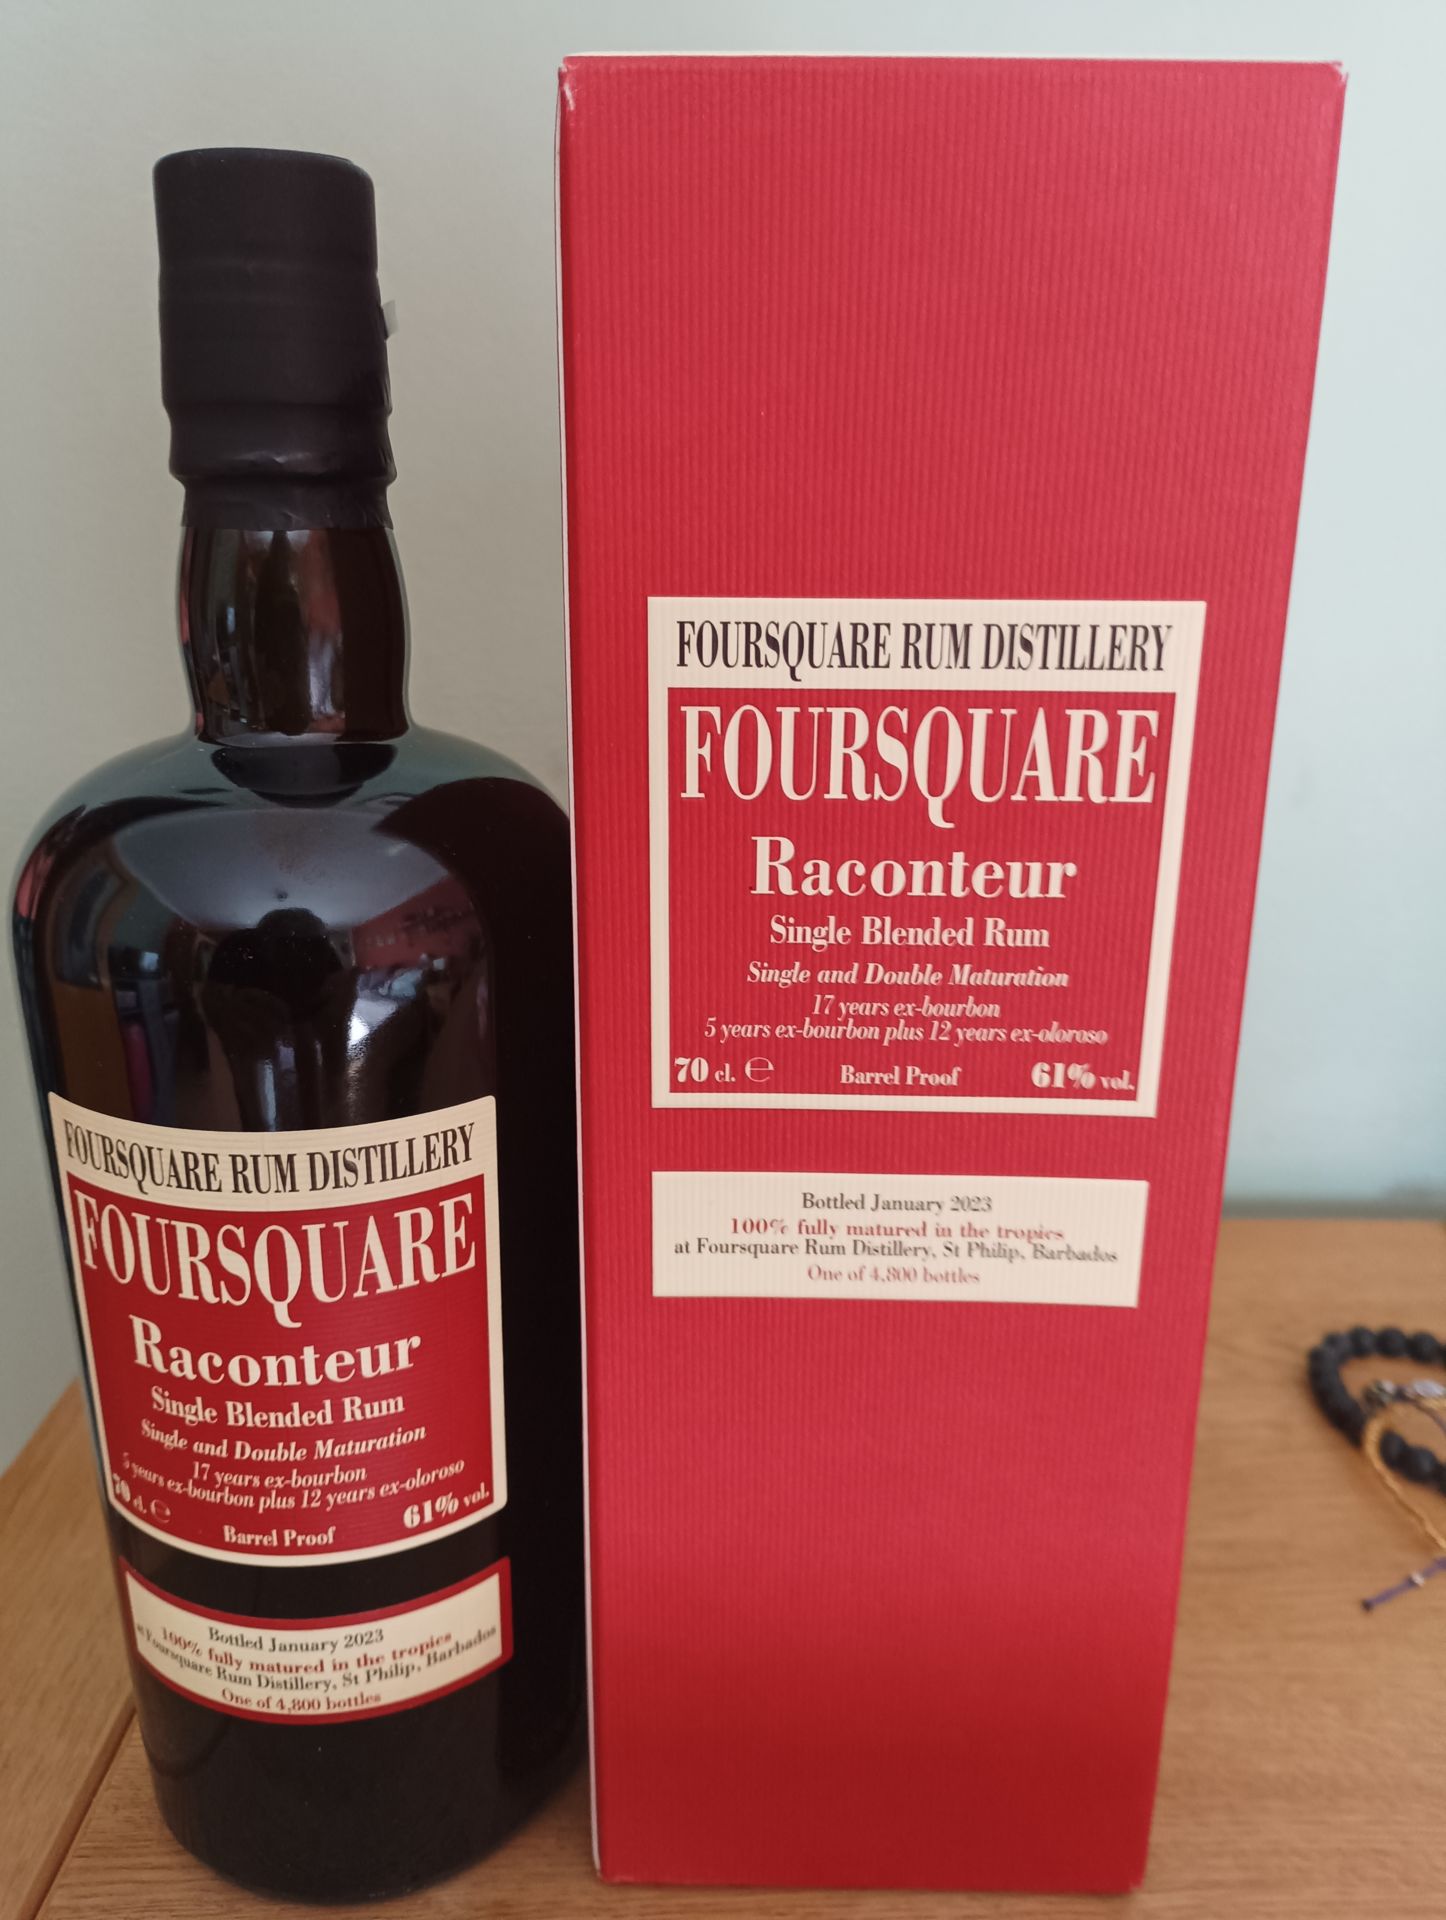 FOURSQUARE RUM DISTILLERY
FOURSQUARE
Raconteur
Single Blended Rum
Single and Double Maturation
17 years ex-bourbon
5 years ex-bourbon plus 12 years ex-oloroso
70 cl. ℮ Barrel Proof 61% vol.
Bottled January 2023
100% fully matured in the tropics
at Foursquare Rum Distillery, St Philip, Barbados
One of 4,800 bottles
FOURSQUARE RUM DISTILLERY
FOURSQUARE
Raconteur
Single Blended Rum
Single and Double Maturation
17 years ex-bourbon
5 years ex-bourbon plus 12 years ex-oloroso
70 cl. ℮ Barrel Proof 61% vol.
Bottled January 2023
100% fully matured in the tropics
at Foursquare Rum Distillery, St Philip, Barbados
One of 4,800 bottles